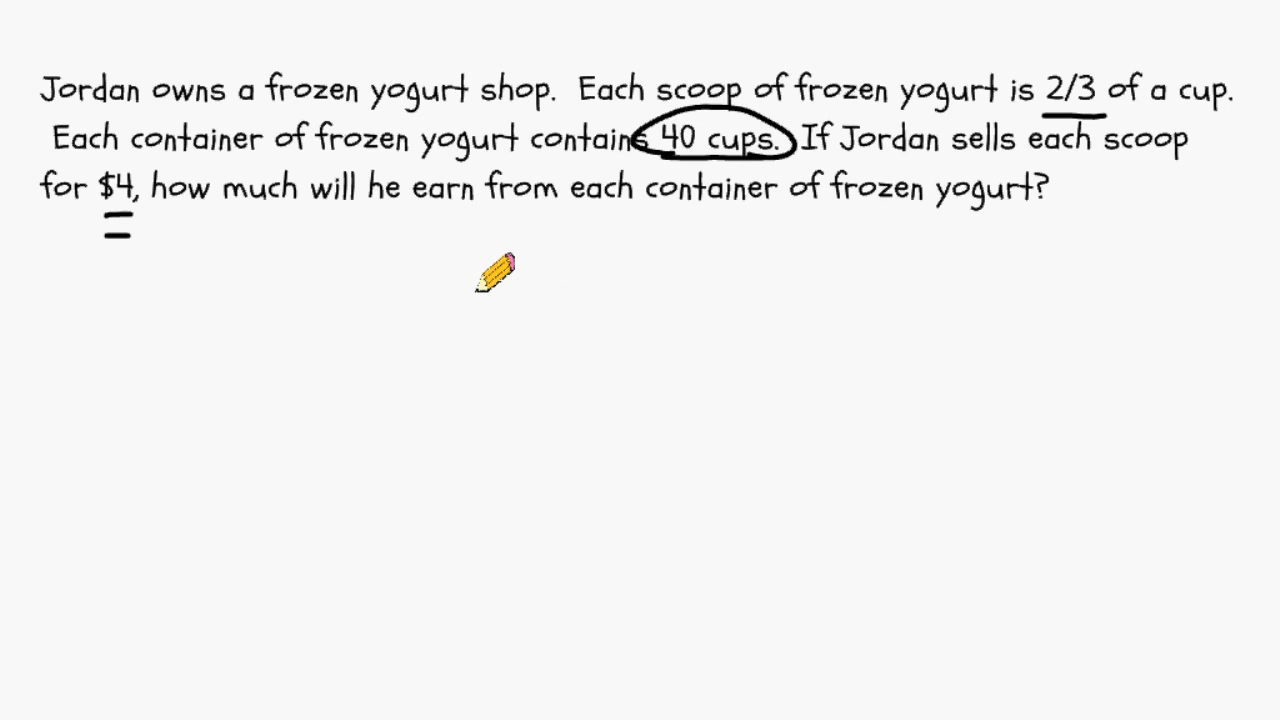 Jordan owns a frozen yogurt shop. Each scoop of frozen yogurt is 2/3 of a cup.
Each container of frozen yogurt contains 40 cups. If Jordan sells each scoop
for $4, how much will he earn from each container of frozen yogurt?